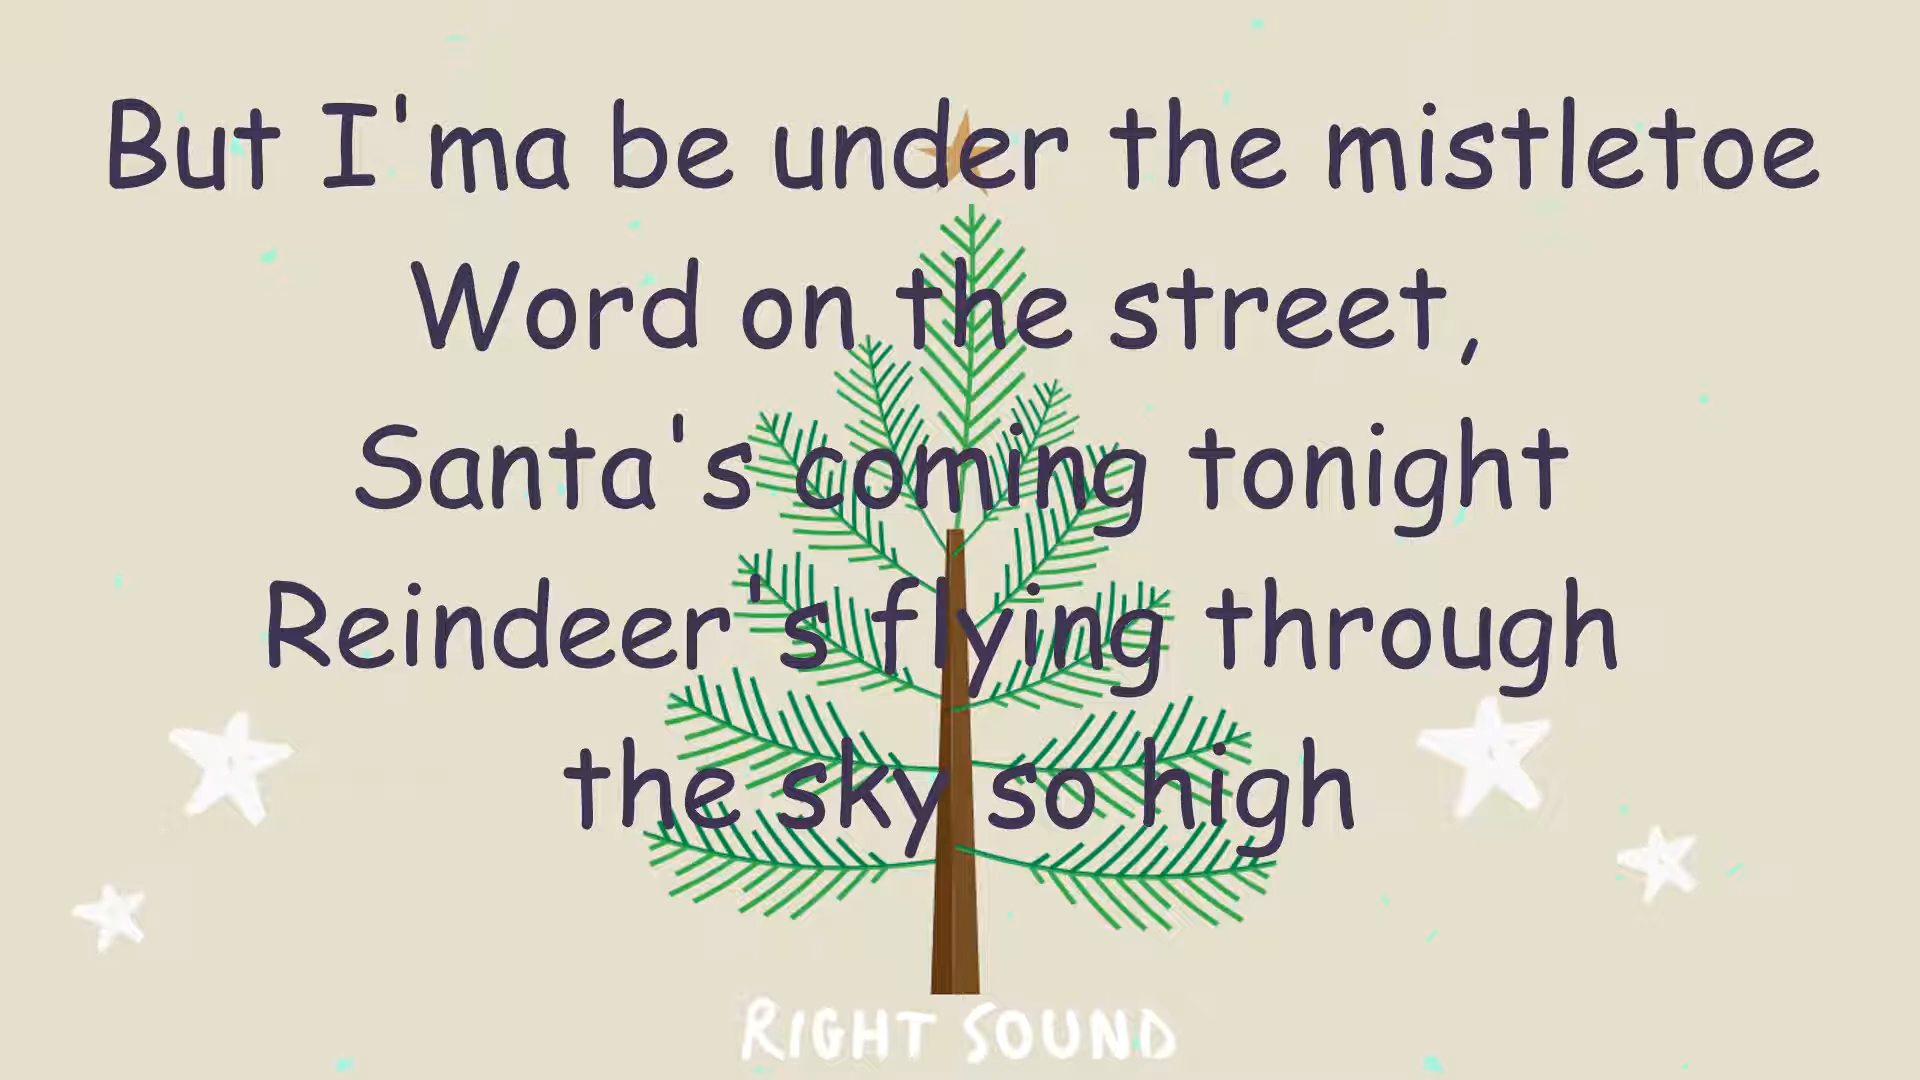 But I'ma be under the mistletoe
Word on the street,
Santa's coming tonight
Reindeer's flying through
the sky so high
RIGHT SOUND